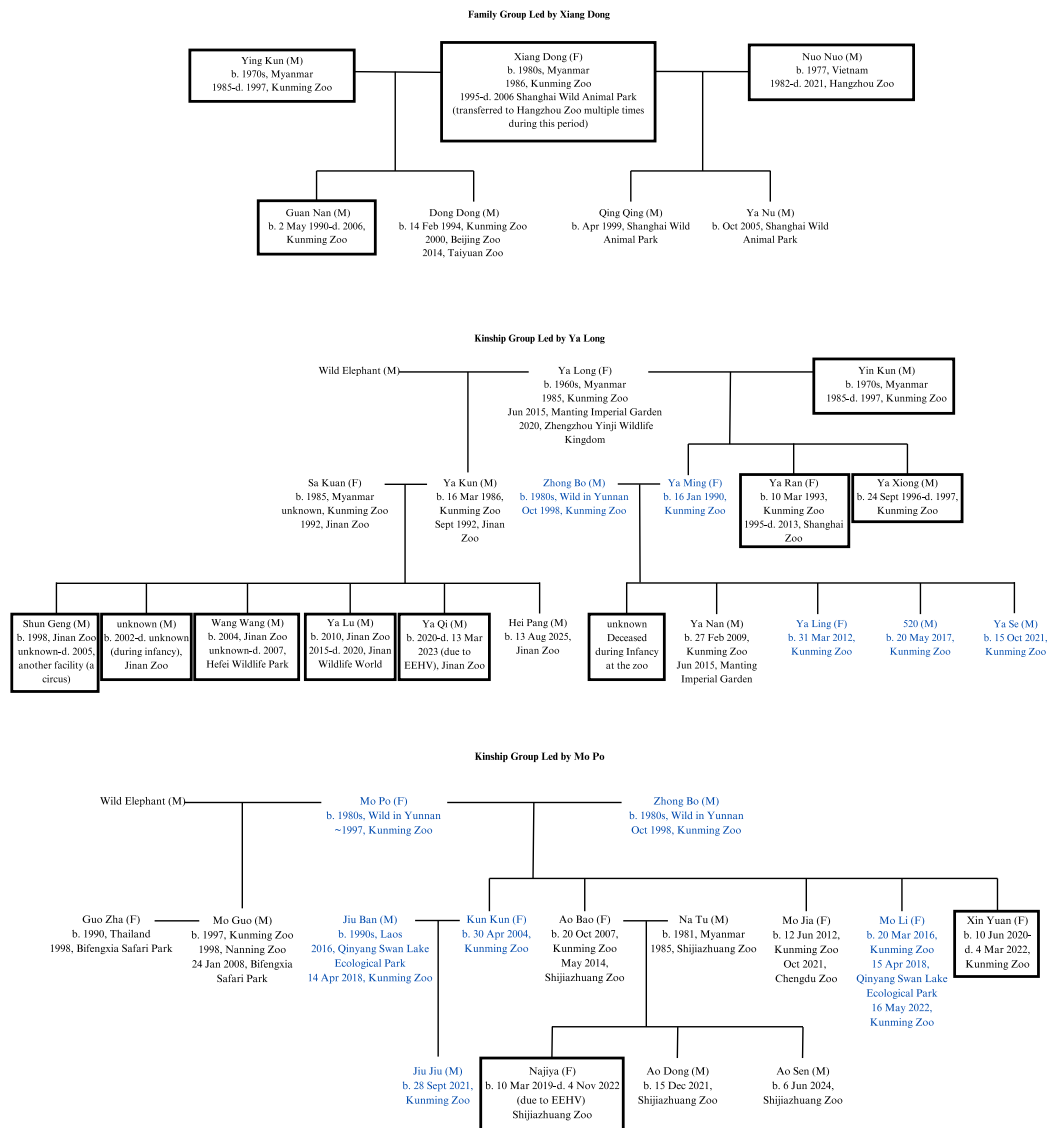 Family Group Led by Xiang Dong
Ying Kun (M)
b. 1970s, Myanmar
1985-d. 1997, Kunming Zoo
Xiang Dong (F)
b. 1980s, Myanmar
1986, Kunming Zoo
1995-d. 2006 Shanghai Wild Animal Park
(transferred to Hangzhou Zoo multiple times
during this period)
Nuo Nuo (M)
b. 1977, Vietnam
1982-d. 2021, Hangzhou Zoo
Guan Nan (M)
b. 2 May 1990-d. 2006,
Kunming Zoo
Dong Dong (M)
b. 14 Feb 1994, Kunming Zoo
2000, Beijing Zoo
2014, Taiyuan Zoo
Qing Qing (M)
b. Apr 1999, Shanghai Wild
Animal Park
Ya Nu (M)
b. Oct 2005, Shanghai Wild
Animal Park
Kinship Group Led by Ya Long
Wild Elephant (M)
Ya Long (F)
b. 1960s, Myanmar
1985, Kunming Zoo
Jun 2015, Manting Imperial Garden
2020, Zhengzhou Yinji Wildlife
Kingdom
Yin Kun (M)
b. 1970s, Myanmar
1985-d. 1997, Kunming Zoo
Sa Kuan (F)
b. 1985, Myanmar
unknown, Kunming Zoo
1992, Jinan Zoo
Ya Kun (M)
b. 16 Mar 1986,
Kunming Zoo
Sept 1992, Jinan
Zoo
Zhong Bo (M)
b. 1980s, Wild in Yunnan
Oct 1998, Kunming Zoo
Ya Ming (F)
b. 16 Jan 1990,
Kunming Zoo
Ya Ran (F)
b. 10 Mar 1993,
Kunming Zoo
1995-d. 2013, Shanghai
Zoo
Ya Xiong (M)
b. 24 Sept 1996-d. 1997,
Kunming Zoo
Shun Geng (M)
b. 1998, Jinan Zoo
unknown-d. 2005,
another facility (a
circus)
unknown (M)
b. 2002-d. unknown
(during infancy),
Jinan Zoo
Wang Wang (M)
b. 2004, Jinan Zoo
unknown-d. 2007,
Hefei Wildlife Park
Ya Lu (M)
b. 2010, Jinan Zoo
2015-d. 2020, Jinan
Wildlife World
Ya Qi (M)
b. 2020-d. 13 Mar
2023 (due to
EEHV), Jinan Zoo
Hei Pang (M)
b. 13 Aug 2025,
Jinan Zoo
unknown
Deceased
during Infancy
at the zoo
Ya Nan (M)
b. 27 Feb 2009,
Kunming Zoo
Jun 2015, Manting
Imperial Garden
Ya Ling (F)
b. 31 Mar 2012,
Kunming Zoo
520 (M)
b. 20 May 2017,
Kunming Zoo
Ya Se (M)
b. 15 Oct 2021,
Kunming Zoo
Kinship Group Led by Mo Po
Wild Elephant (M)
Mo Po (F)
b. 1980s, Wild in Yunnan
~1997, Kunming Zoo
Zhong Bo (M)
b. 1980s, Wild in Yunnan
Oct 1998, Kunming Zoo
Guo Zha (F)
b. 1990, Thailand
1998, Bifengxia Safari Park
Mo Guo (M)
b. 1997, Kunming Zoo
1998, Nanning Zoo
24 Jan 2008, Bifengxia
Safari Park
Jiu Ban (M)
b. 1990s, Laos
2016, Qinyang Swan Lake
Ecological Park
14 Apr 2018, Kunming Zoo
Kun Kun (F)
b. 30 Apr 2004,
Kunming Zoo
Ao Bao (F)
b. 20 Oct 2007,
Kunming Zoo
May 2014,
Shijiazhuang Zoo
Na Tu (M)
b. 1981, Myanmar
1985, Shijiazhuang Zoo
Mo Jia (F)
b. 12 Jun 2012,
Kunming Zoo
Oct 2021,
Chengdu Zoo
Mo Li (F)
b. 20 Mar 2016,
Kunming Zoo
15 Apr 2018,
Qinyang Swan Lake
Ecological Park
16 May 2022,
Kunming Zoo
Xin Yuan (F)
b. 10 Jun 2020-
d. 4 Mar 2022,
Kunming Zoo
Jiu Jiu (M)
b. 28 Sept 2021,
Kunming Zoo
Najiya (F)
b. 10 Mar 2019-d. 4 Nov 2022
(due to EEHV)
Shijiazhuang Zoo
Ao Dong (M)
b. 15 Dec 2021,
Shijiazhuang Zoo
Ao Sen (M)
b. 6 Jun 2024,
Shijiazhuang Zoo